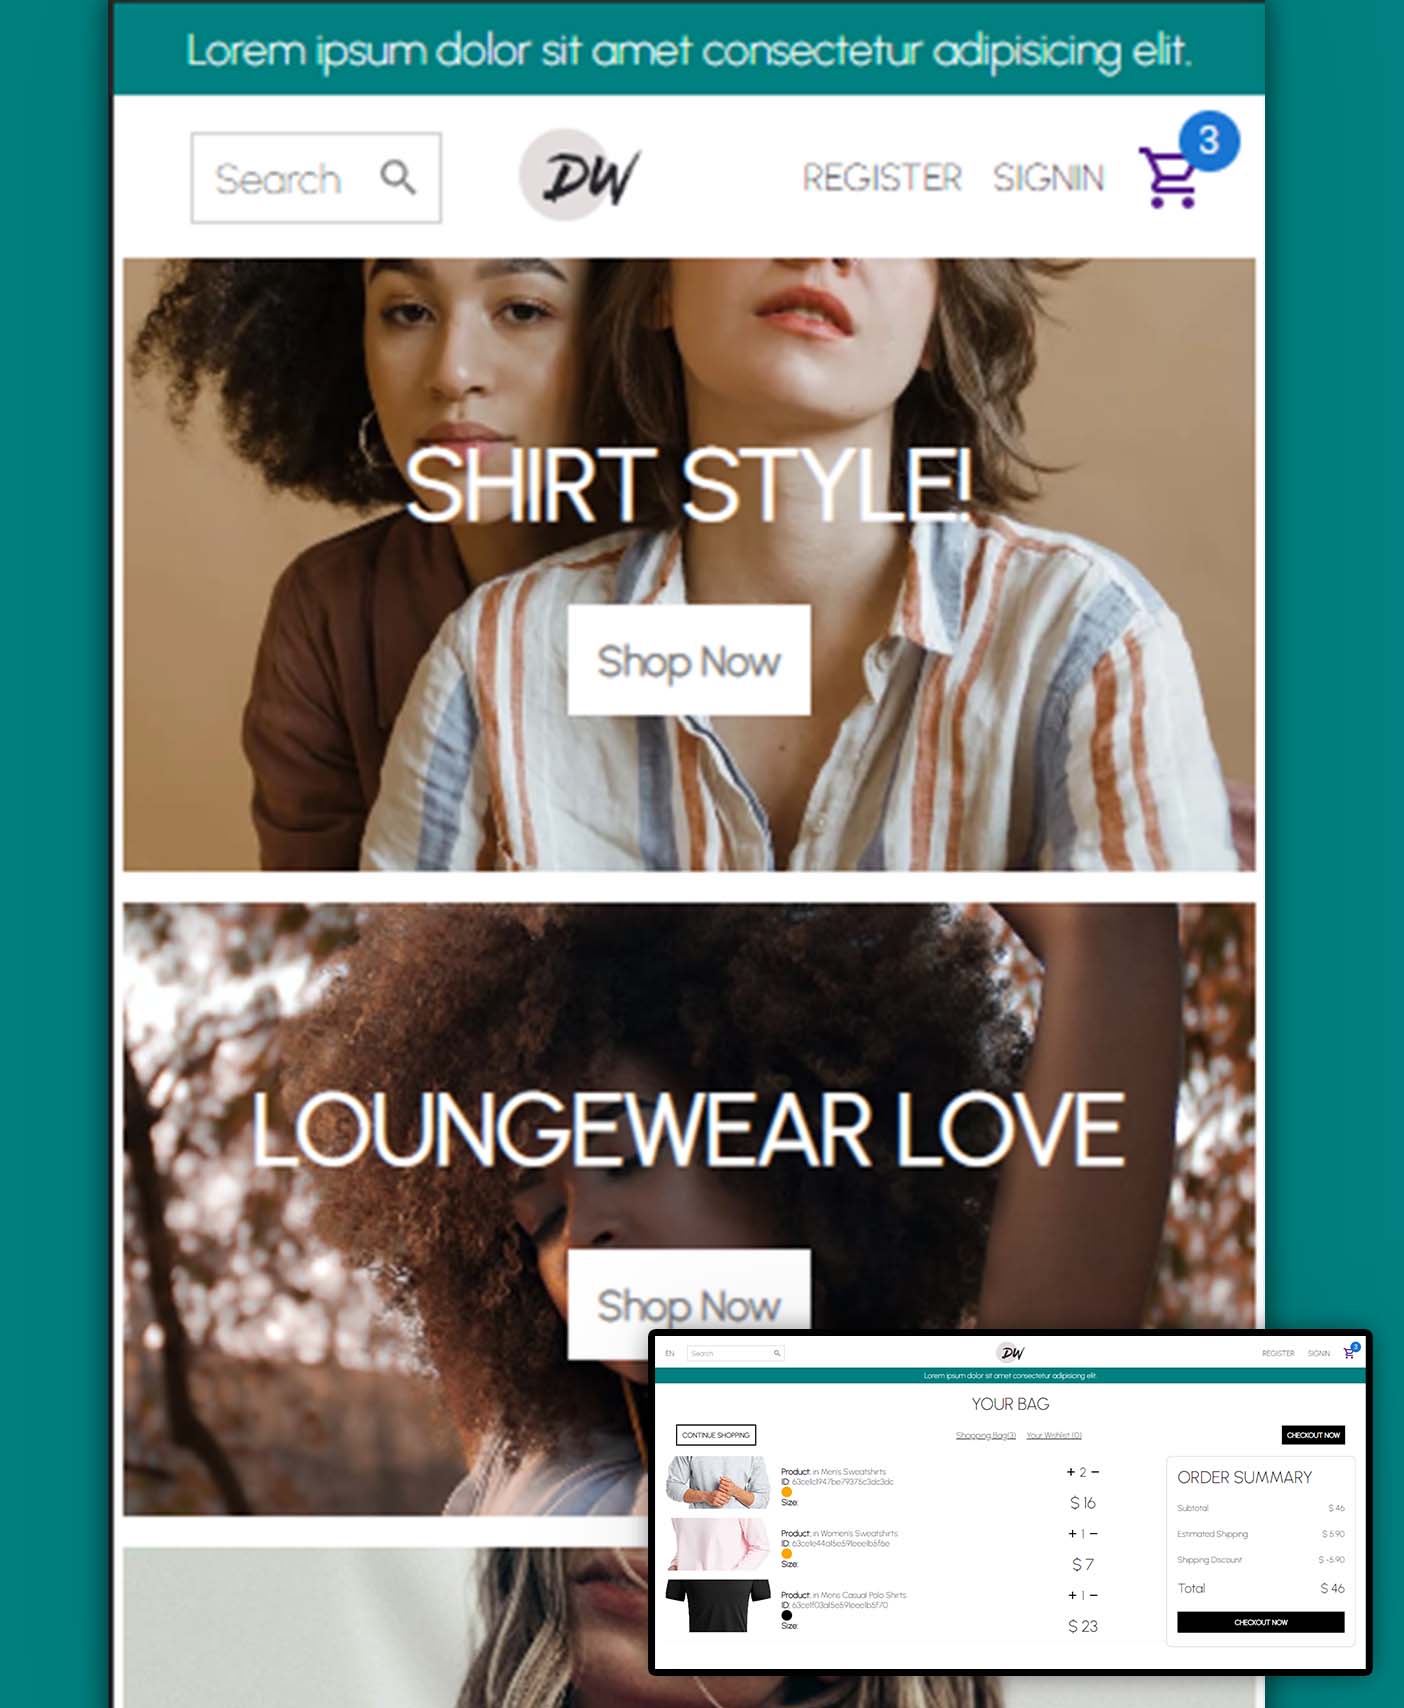 Lorem ipsum dolor sit amet consectetur adipisicing elit.
Search
DW
REGISTER SIGNIN
3
SHIRT STYLE!
Shop Now
LOUNGEWEAR LOVE
Shop Now
EN
Search
DW
REGISTER SIGNIN
3
Lorem ipsum dolor sit amet consectetur adipisicing elit.
YOUR BAG
CONTINUE SHOPPING
Shopping Bag(3) Your Wishlist (0)
CHECKOUT NOW
Product: in Men's Sweatshirts
ID:
Size:
+ 2 −
$ 16
Product: in Women's Sweatshirts
ID:
Size:
+ 1 −
$ 7
Product: in Mens Casual Polo Shirts
ID:
Size:
+ 1 −
$ 23
ORDER SUMMARY
Subtotal $ 46
Estimated Shipping $ 5.90
Shipping Discount $ -5.90
Total $ 46
CHECKOUT NOW